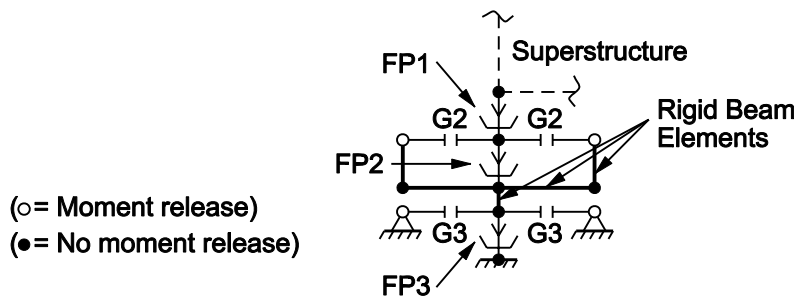 Superstructure
FP1
G2 G2
Rigid Beam
Elements
FP2
(○= Moment release)
(●= No moment release)
G3 G3
FP3